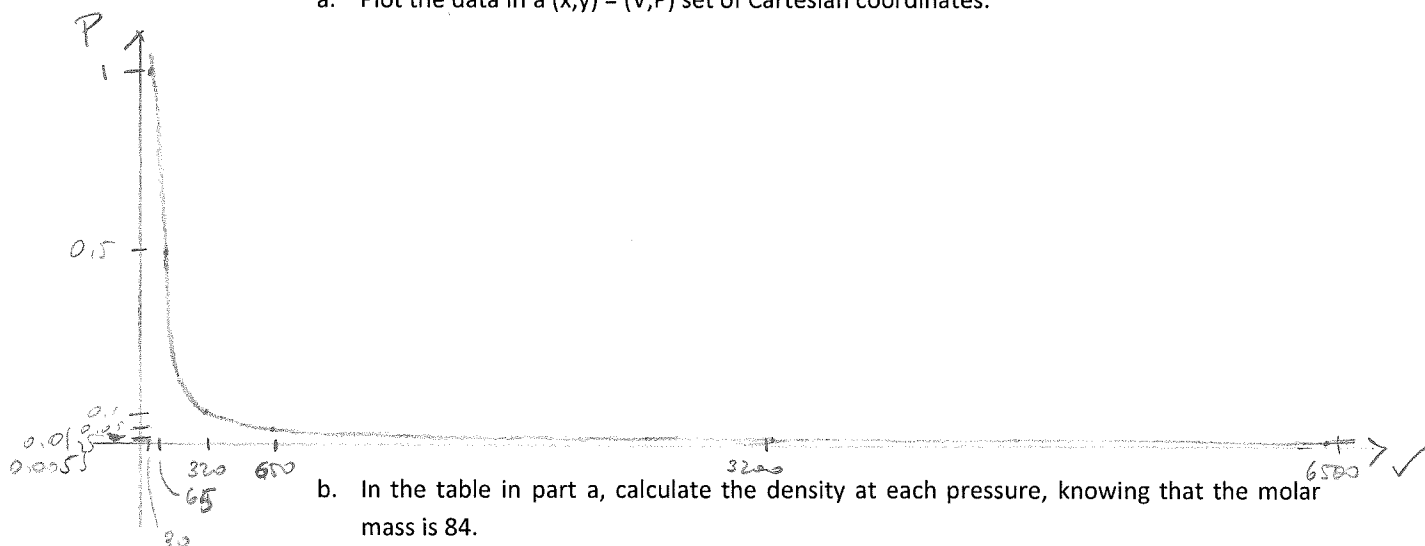 a. Plot the data in a (x,y) = (V,P) set of Cartesian coordinates.
P
1
0.5
0.1
0.05
0.01
0.005
320 650 3200 6500 V
65
30
b. In the table in part a, calculate the density at each pressure, knowing that the molar
mass is 84.